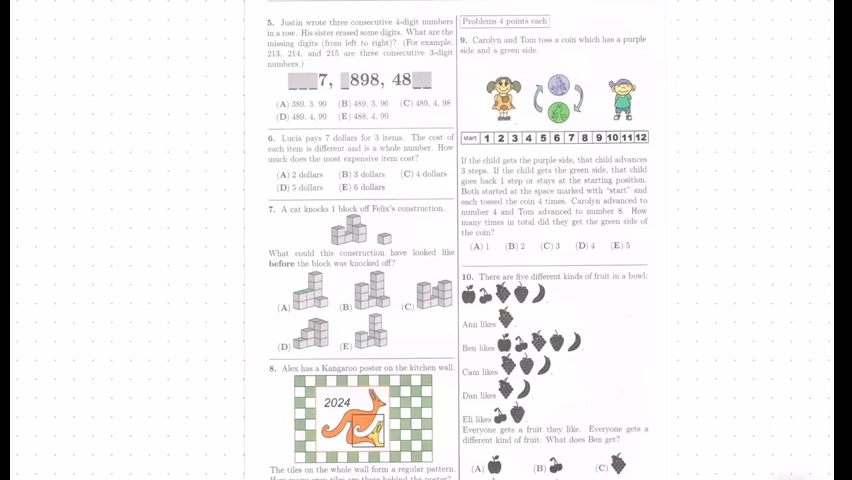 5. Justin wrote three consecutive 4-digit numbers
in a row. His sister erased some digits. What are the
missing digits (from left to right)? (For example,
213, 214, and 215 are three consecutive 3-digit
numbers.)
___7, _898, 48__
(A) 389, 3, 99 (B) 489, 3, 90 (C) 489, 4, 98
(D) 489, 4, 99 (E) 488, 4, 99
6. Lucia pays 7 dollars for 3 items. The cost of
each item is different and is a whole number. How
much does the most expensive item cost?
(A) 2 dollars (B) 3 dollars (C) 4 dollars
(D) 5 dollars (E) 6 dollars
7. A cat knocks 1 block off Felix's construction.
What could this construction have looked like
before the block was knocked off?
(A) (B) (C)
(D) (E)
8. Alex has a Kangaroo poster on the kitchen wall.
2024
The tiles on the whole wall form a regular pattern.
How many grey tiles are there behind the poster?
Problems 4 points each
9. Carolyn and Tom toss a coin which has a purple
side and a green side.
start 1 2 3 4 5 6 7 8 9 10 11 12
If the child gets the purple side, that child advances
3 steps. If the child gets the green side, that child
goes back 1 step or stays at the starting position.
Both started at the space marked with "start" and
each tossed the coin 4 times. Carolyn advanced to
number 4 and Tom advanced to number 8. How
many times in total did they get the green side of
the coin?
(A) 1 (B) 2 (C) 3 (D) 4 (E) 5
10. There are five different kinds of fruit in a bowl:
Ann likes
Ben likes
Cam likes
Dan likes
Eli likes
Everyone gets a fruit they like. Everyone gets a
different kind of fruit. What does Ben get?
(A) (B) (C)